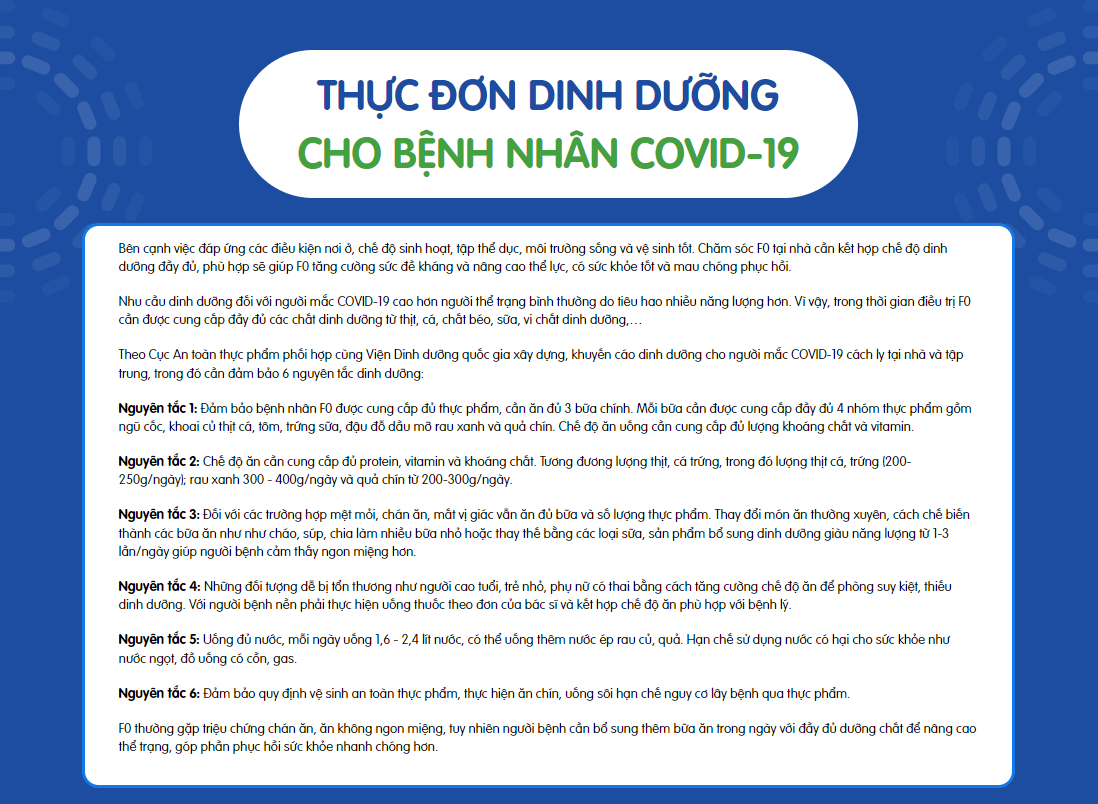 THỰC ĐƠN DINH DƯỠNG
CHO BỆNH NHÂN COVID-19
Bên cạnh việc đáp ứng các điều kiện nơi ở, chế độ sinh hoạt, tập thể dục, môi trường sống và vệ sinh tốt. Chăm sóc F0 tại nhà cần kết hợp chế độ dinh
dưỡng đầy đủ, phù hợp sẽ giúp F0 tăng cường sức đề kháng và nâng cao thể lực, có sức khỏe tốt và mau chóng phục hồi.
Nhu cầu dinh dưỡng đối với người mắc COVID-19 cao hơn người thể trạng bình thường do tiêu hao nhiều năng lượng hơn. Vì vậy, trong thời gian điều trị F0
cần được cung cấp đầy đủ các chất dinh dưỡng từ thịt, cá, chất béo, sữa, vi chất dinh dưỡng,...
Theo Cục An toàn thực phẩm phối hợp cùng Viện Dinh dưỡng quốc gia xây dựng, khuyến cáo dinh dưỡng cho người mắc COVID-19 cách ly tại nhà và tập
trung, trong đó cần đảm bảo 6 nguyên tắc dinh dưỡng:
Nguyên tắc 1: Đảm bảo bệnh nhân F0 được cung cấp đủ thực phẩm, cần ăn đủ 3 bữa chính. Mỗi bữa cần được cung cấp đầy đủ 4 nhóm thực phẩm gồm
ngũ cốc, khoai củ thịt cá, tôm, trứng sữa, đậu đỗ dầu mỡ rau xanh và quả chín. Chế độ ăn uống cần cung cấp đủ lượng khoáng chất và vitamin.
Nguyên tắc 2: Chế độ ăn cần cung cấp đủ protein, vitamin và khoáng chất. Tương đương lượng thịt, cá trứng, trong đó lượng thịt cá, trứng (200-
250g/ngày); rau xanh 300 - 400g/ngày và quả chín từ 200-300g/ngày.
Nguyên tắc 3: Đối với các trường hợp mệt mỏi, chán ăn, mất vị giác vẫn ăn đủ bữa và số lượng thực phẩm. Thay đổi món ăn thường xuyên, cách chế biến
thành các bữa ăn như như cháo, súp, chia làm nhiều bữa nhỏ hoặc thay thế bằng các loại sữa, sản phẩm bổ sung dinh dưỡng giàu năng lượng từ 1-3
lần/ngày giúp người bệnh cảm thấy ngon miệng hơn.
Nguyên tắc 4: Những đối tượng dễ bị tổn thương như người cao tuổi, trẻ nhỏ, phụ nữ có thai bằng cách tăng cường chế độ ăn để phòng suy kiệt, thiếu
dinh dưỡng. Với người bệnh nền phải thực hiện uống thuốc theo đơn của bác sĩ và kết hợp chế độ ăn phù hợp với bệnh lý.
Nguyên tắc 5: Uống đủ nước, mỗi ngày uống 1,6 - 2,4 lít nước, có thể uống thêm nước ép rau củ, quả. Hạn chế sử dụng nước có hại cho sức khỏe như
nước ngọt, đồ uống có cồn, gas.
Nguyên tắc 6: Đảm bảo quy định vệ sinh an toàn thực phẩm, thực hiện ăn chín, uống sôi hạn chế nguy cơ lây bệnh qua thực phẩm.
F0 thường gặp triệu chứng chán ăn, ăn không ngon miệng, tuy nhiên người bệnh cần bổ sung thêm bữa ăn trong ngày với đầy đủ dưỡng chất để nâng cao
thể trạng, góp phần phục hồi sức khỏe nhanh chóng hơn.